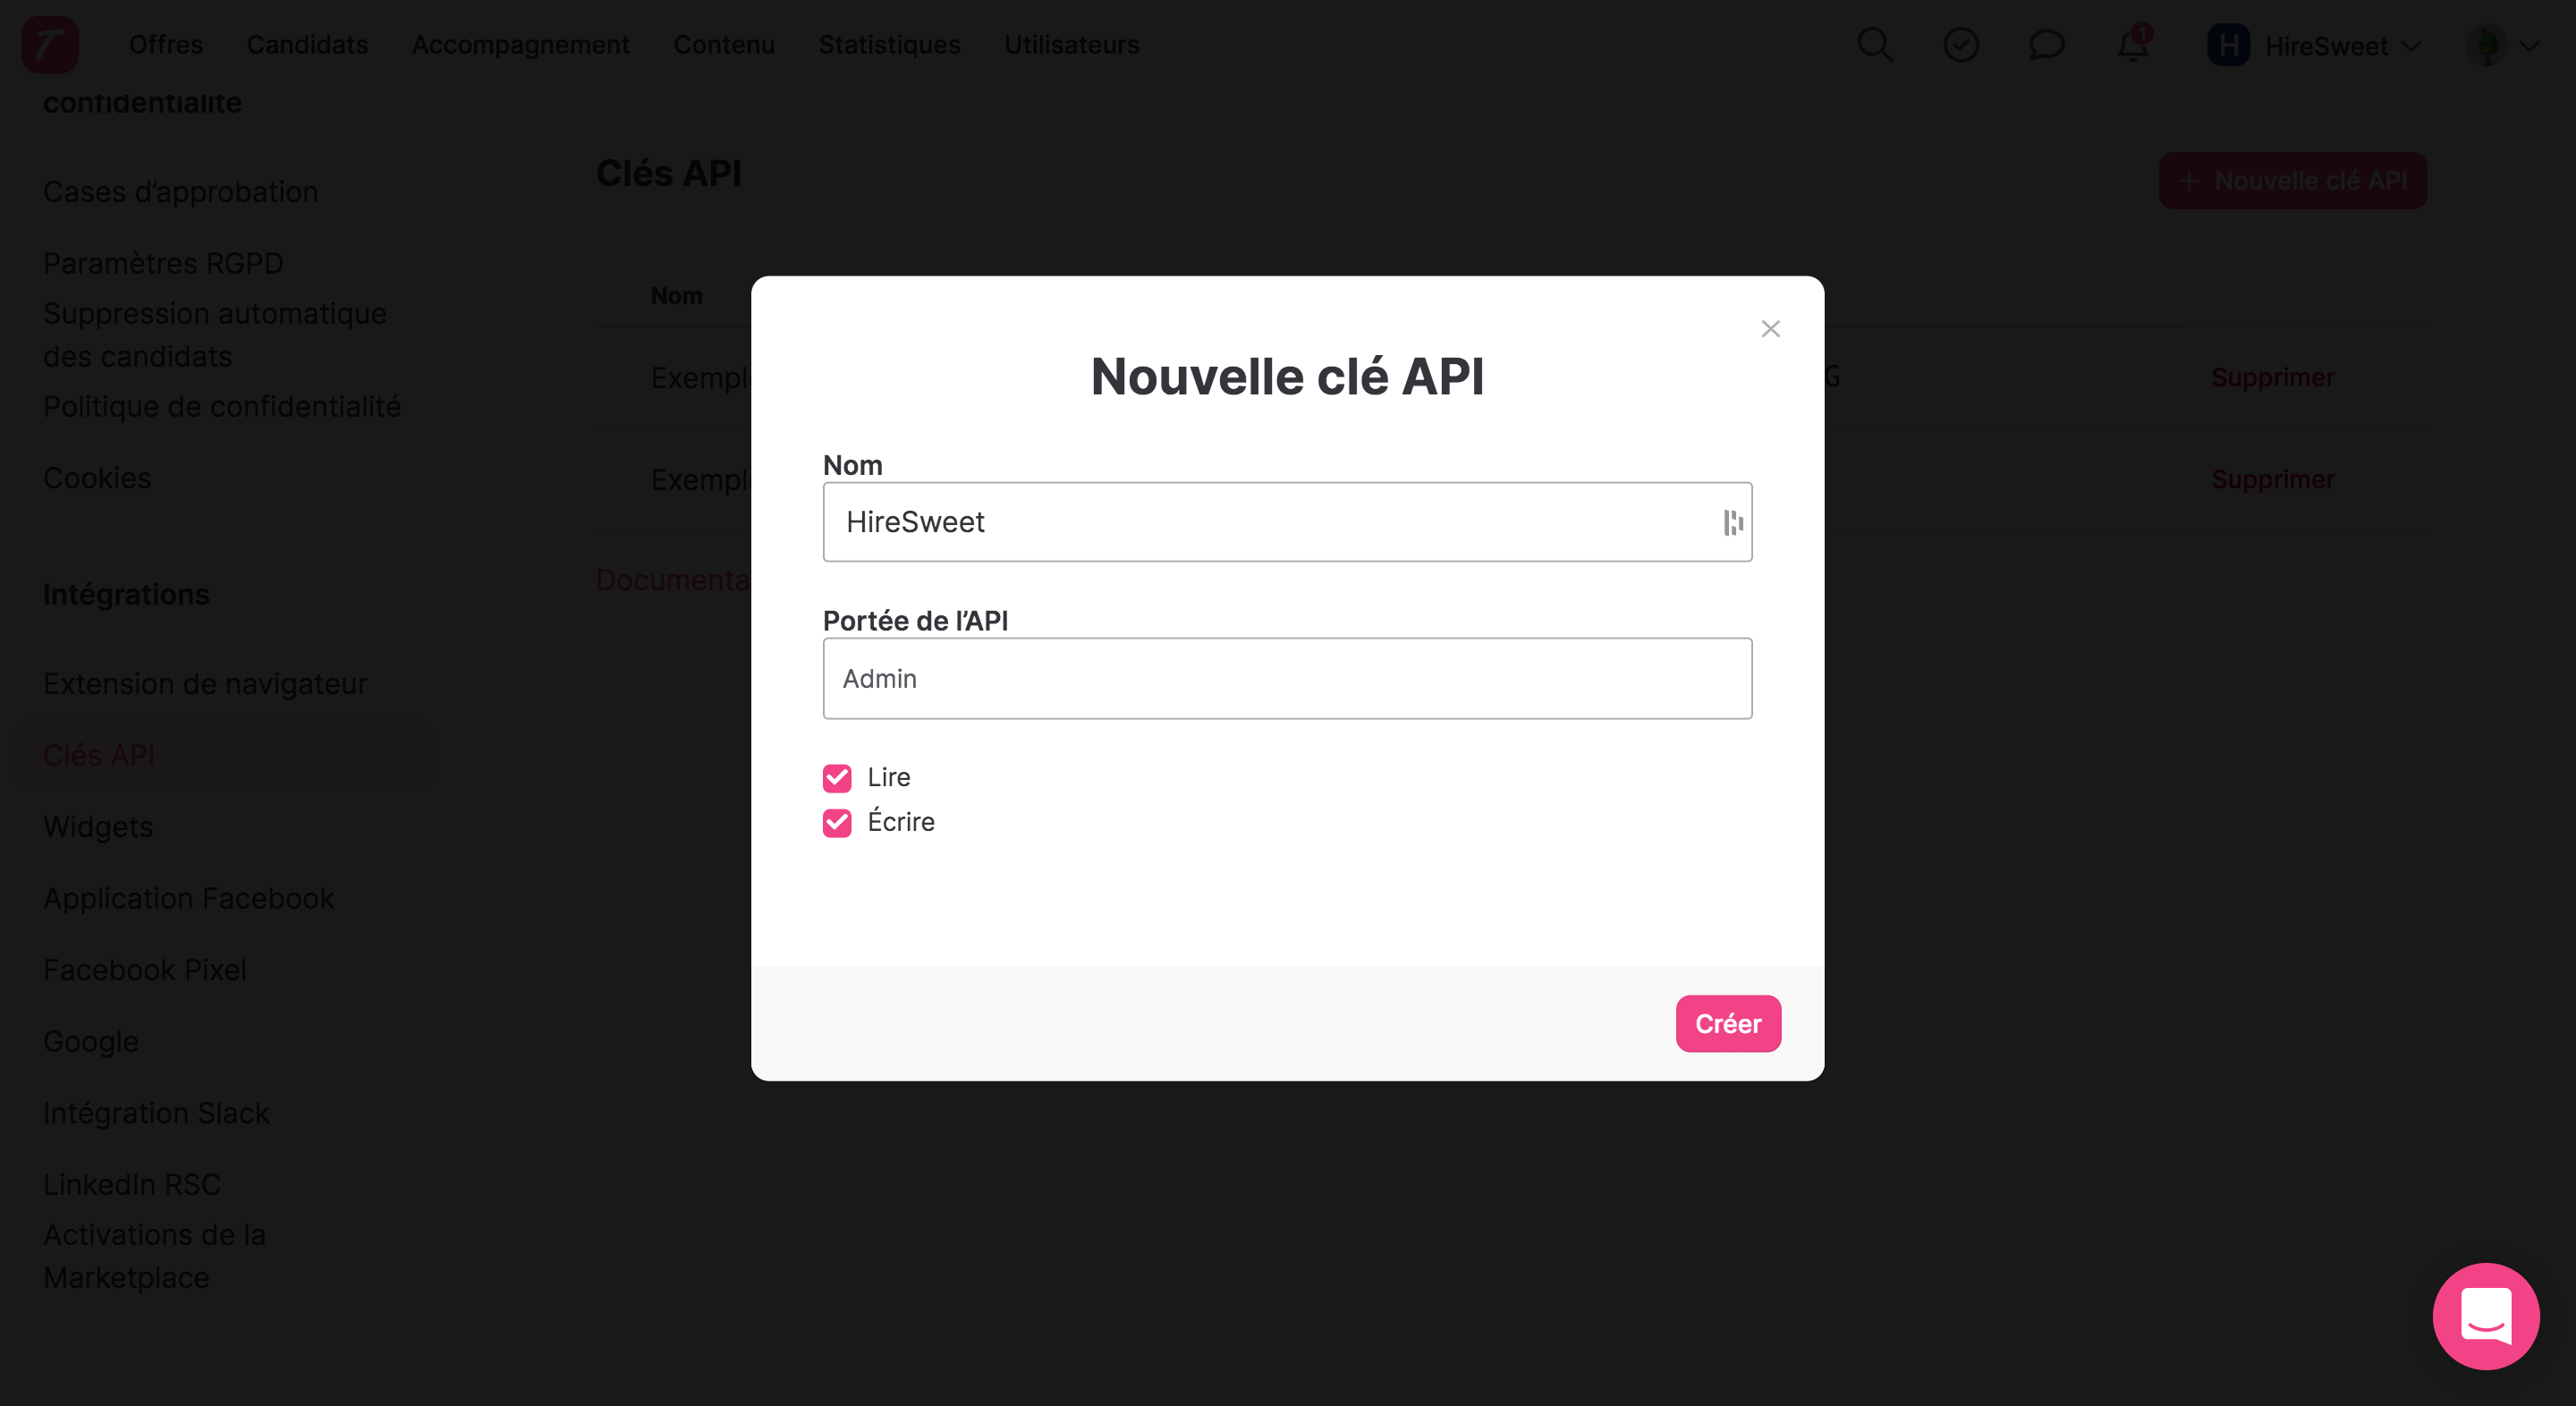 Offres Candidats Accompagnement Contenu Statistiques Utilisateurs 1 H HireSweet
confidentialité
Cases d’approbation
Paramètres RGPD
Suppression automatique
des candidats
Politique de confidentialité
Cookies
Intégrations
Extension de navigateur
Clés API
Widgets
Application Facebook
Facebook Pixel
Google
Intégration Slack
LinkedIn RSC
Activations de la
Marketplace
Clés API
+ Nouvelle clé API
Nom
Exempl
G
Supprimer
Exempl
Supprimer
Documenta
Nouvelle clé API
Nom
HireSweet
Portée de l’API
Admin
Lire
Écrire
Créer